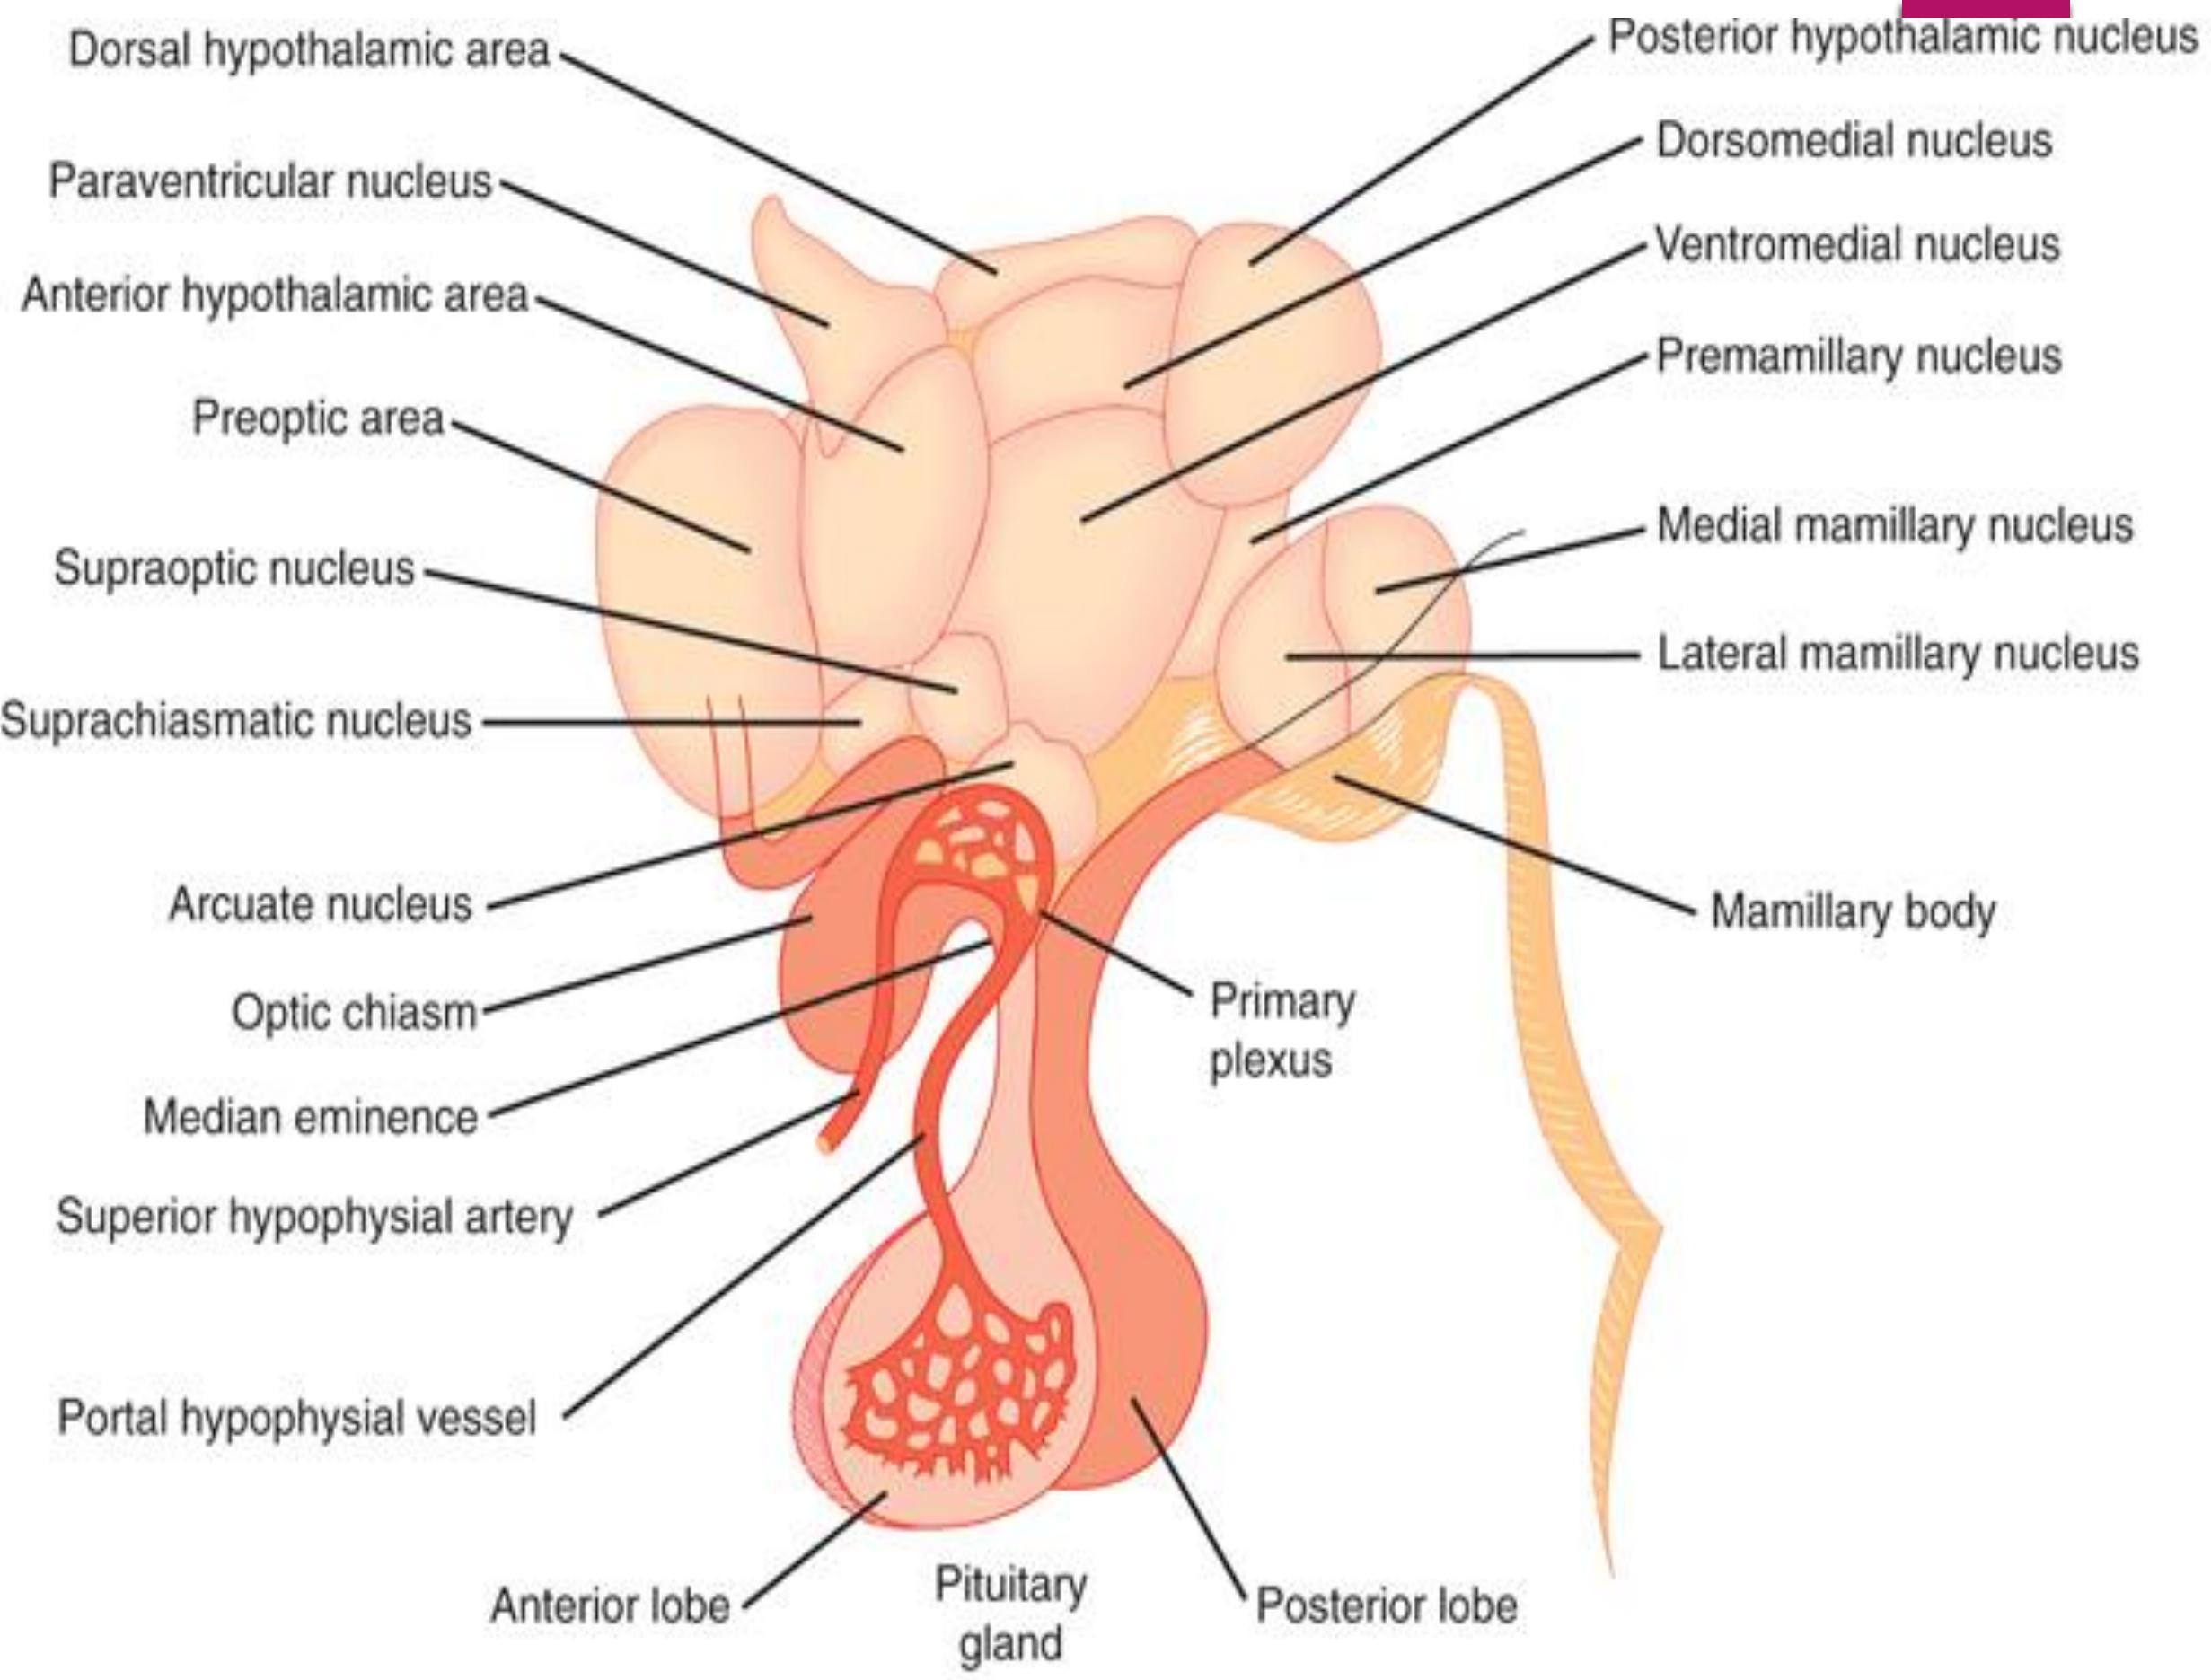 Dorsal hypothalamic area
Paraventricular nucleus
Anterior hypothalamic area
Preoptic area
Supraoptic nucleus
Suprachiasmatic nucleus
Arcuate nucleus
Optic chiasm
Median eminence
Superior hypophysial artery
Portal hypophysial vessel
Anterior lobe
Pituitary
gland
Posterior lobe
Primary
plexus
Posterior hypothalamic nucleus
Dorsomedial nucleus
Ventromedial nucleus
Premamillary nucleus
Medial mamillary nucleus
Lateral mamillary nucleus
Mamillary body